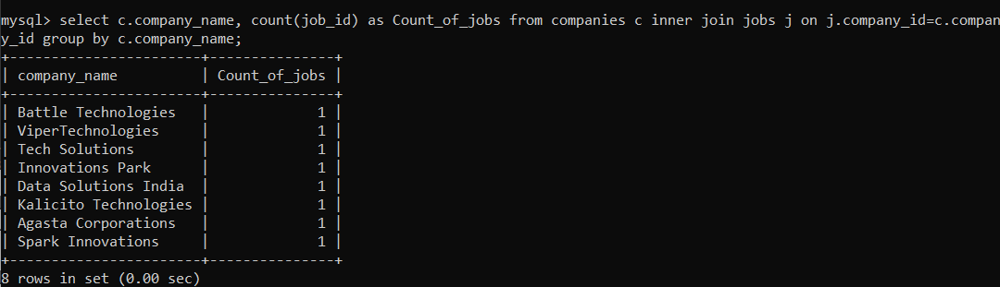 mysql> select c.company_name, count(job_id) as Count_of_jobs from companies c inner join jobs j on j.company_id=c.compan
y_id group by c.company_name;
+-----------------------+---------------+
| company_name          | Count_of_jobs |
+-----------------------+---------------+
| Battle Technologies   |             1 |
| ViperTechnologies     |             1 |
| Tech Solutions        |             1 |
| Innovations Park      |             1 |
| Data Solutions India  |             1 |
| Kalicito Technologies |             1 |
| Agasta Corporations   |             1 |
| Spark Innovations     |             1 |
+-----------------------+---------------+
8 rows in set (0.00 sec)